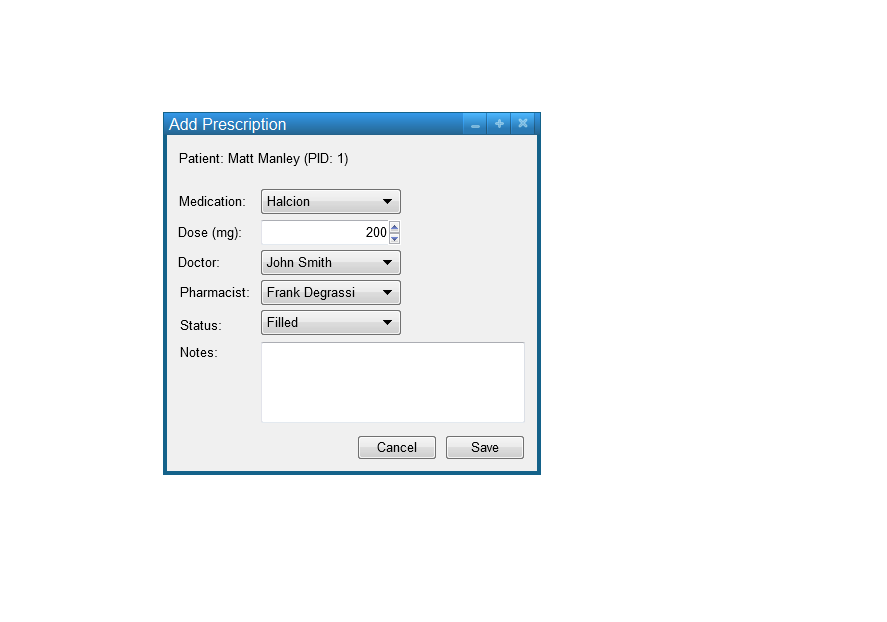 Add Prescription
Patient: Matt Manley (PID: 1)
Medication: Halcion
Dose (mg): 200
Doctor: John Smith
Pharmacist: Frank Degrassi
Status: Filled
Notes:
Cancel Save